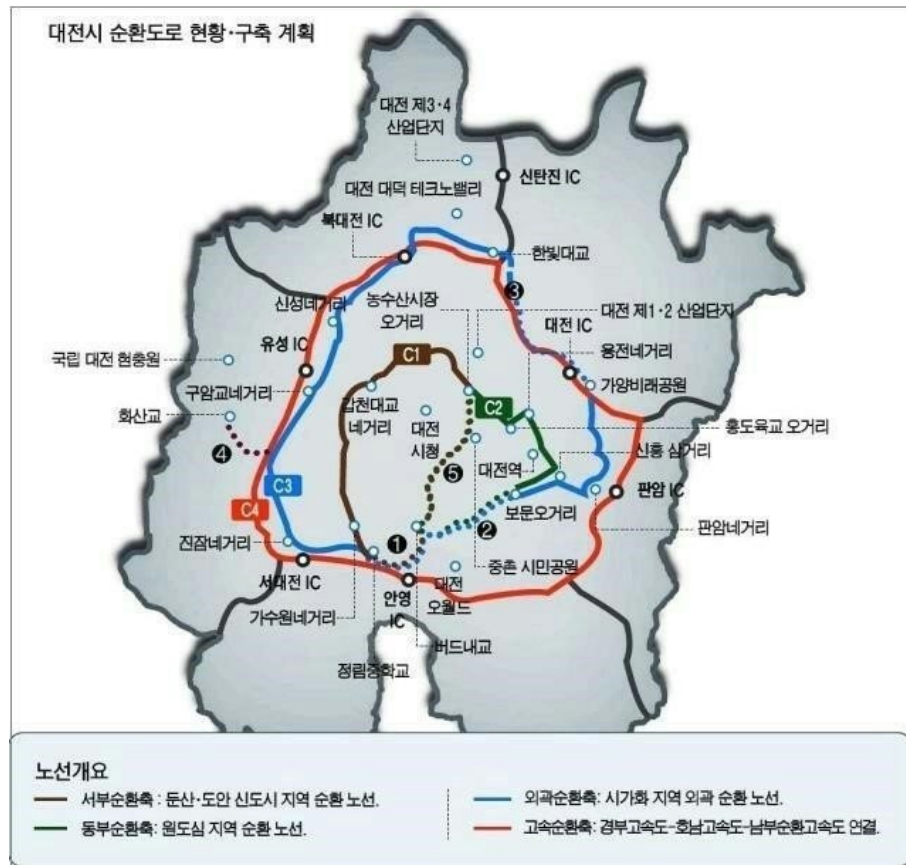 대전시 순환도로 현황·구축 계획
대전 제3·4
산업단지
신탄진 IC
대전 대덕 테크노밸리
북대전 IC
한빛대교
신성네거리
농수산시장
오거리
❸
대전 제1·2 산업단지
대전 IC
용전네거리
유성 IC
국립 대전 현충원
C1
가양비래공원
구암교네거리
갑천대교
네거리
C2
화산교
대전
시청
홍도육교 오거리
신흥 삼거리
❹
대전역
❺
C3
판암 IC
C4
보문오거리
❷
판암네거리
진잠네거리
❶
중촌 시민공원
서대전 IC
대전
오월드
가수원네거리
안영
IC
버드내교
정림중학교
노선개요
서부순환축 : 둔산·도안 신도시 지역 순환 노선.
동부순환축 : 원도심 지역 순환 노선.
외곽순환축: 시가화 지역 외곽 순환 노선.
고속순환축: 경부고속도-호남고속도-남부순환고속도 연결.